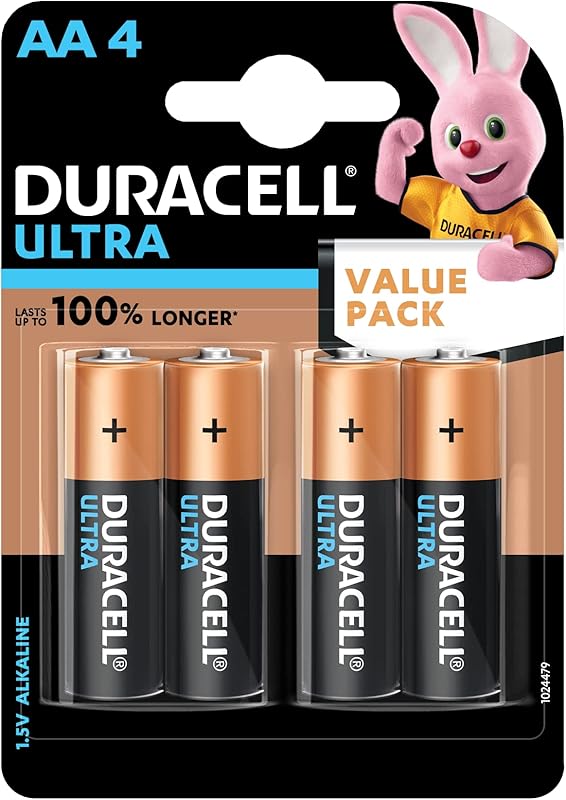 AA 4
DURACELL®
ULTRA
DURACELL
VALUE
PACK
LASTS
UP TO 100% LONGER*
+
+
+
+
DURACELL®
ULTRA
DURACELL®
ULTRA
DURACELL®
ULTRA
DURACELL®
ULTRA
1.5V ALKALINE
1024479